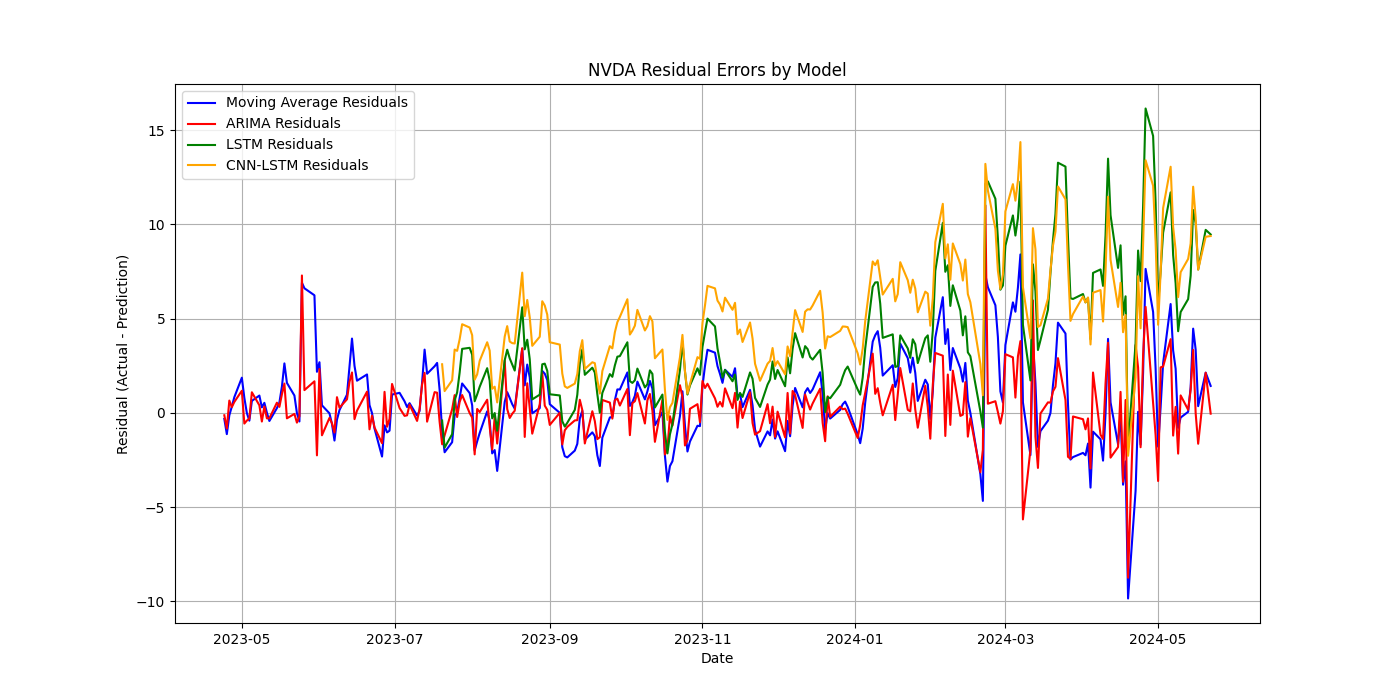 NVDA Residual Errors by Model
Moving Average Residuals
ARIMA Residuals
LSTM Residuals
CNN-LSTM Residuals
Residual (Actual - Prediction)
15
10
5
0
−5
−10
2023-05
2023-07
2023-09
2023-11
2024-01
2024-03
2024-05
Date